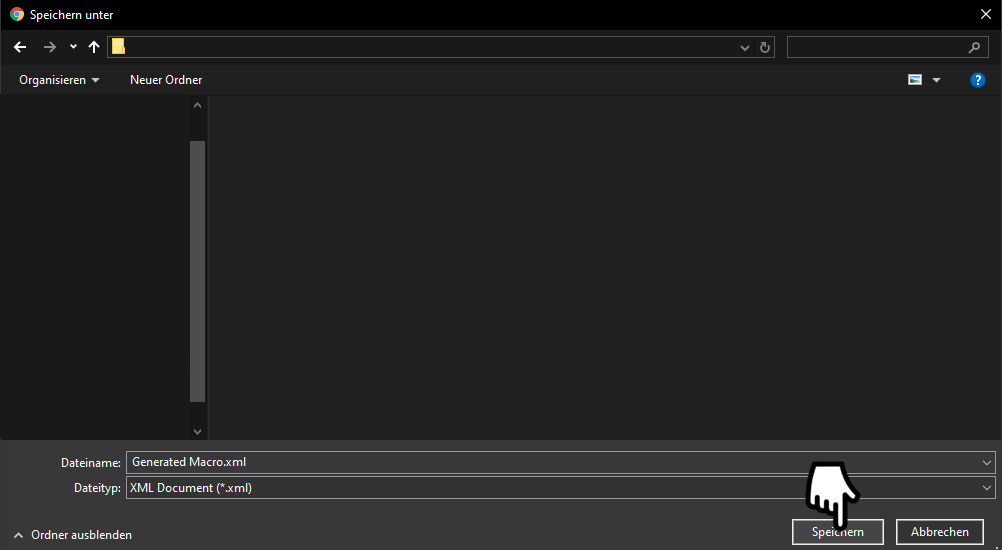 Speichern unter
Organisieren
Neuer Ordner
Dateiname: Generated Macro.xml
Dateityp: XML Document (*.xml)
Ordner ausblenden
Speichern
Abbrechen